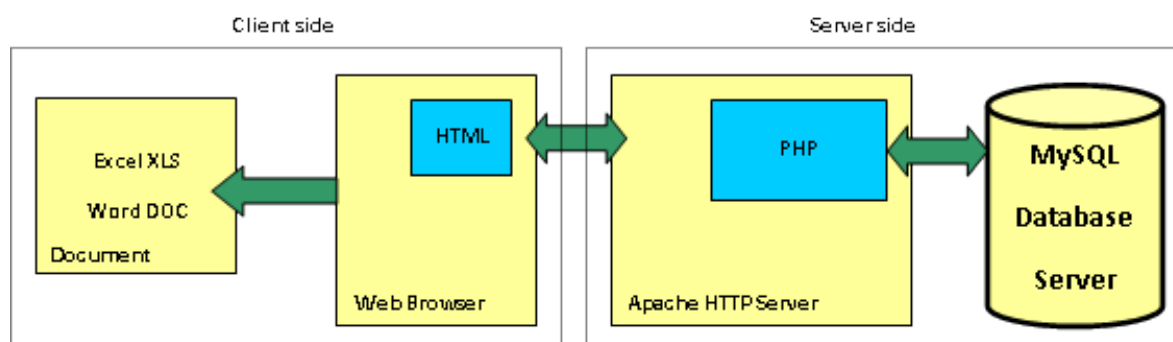 Client side
Server side
Excel XLS
Word DOC
Document
HTML
Web Browser
PHP
Apache HTTP Server
MySQL
Database
Server